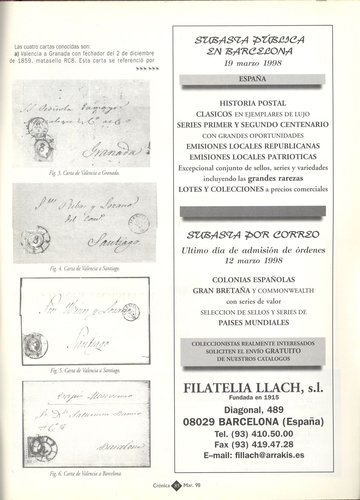 Las cuatro cartas conocidas son:
a) Valencia a Granada con fechador del 2 de diciembre
de 1859, matasello RC8. Esta carta se referenció por
Granada
Fig. 3. Carta de Valencia a Granada.
Santiago
Fig. 4. Carta de Valencia a Santiago.
Santiago
Fig. 5. Carta de Valencia a Santiago.
Barcelona
Fig. 6. Carta de Valencia a Barcelona.
SUBASTA PÚBLICA
EN BARCELONA
19 marzo 1998
ESPAÑA
HISTORIA POSTAL
CLASICOS EN EJEMPLARES DE LUJO
SERIES PRIMER Y SEGUNDO CENTENARIO
CON GRANDES OPORTUNIDADES
EMISIONES LOCALES REPUBLICANAS
EMISIONES LOCALES PATRIOTICAS
Excepcional conjunto de sellos, series y variedades
incluyendo las grandes rarezas
LOTES Y COLECCIONES a precios comerciales
SUBASTA POR CORREO
Ultimo día de admisión de órdenes
12 marzo 1998
COLONIAS ESPAÑOLAS
GRAN BRETAÑA Y COMMONWEALTH
con series de valor
SELECCION DE SELLOS Y SERIES DE
PAISES MUNDIALES
COLECCIONISTAS REALMENTE INTERESADOS
SOLICITEN EL ENVÍO GRATUITO
DE NUESTROS CATALOGOS
FILATELIA LLACH, s.l.
Fundada en 1915
Diagonal, 489
08029 BARCELONA (España)
Tel. (93) 410.50.00
Fax (93) 419.47.28
E–mail: fillach@arrakis.es
Crónica 41 Mar. 98